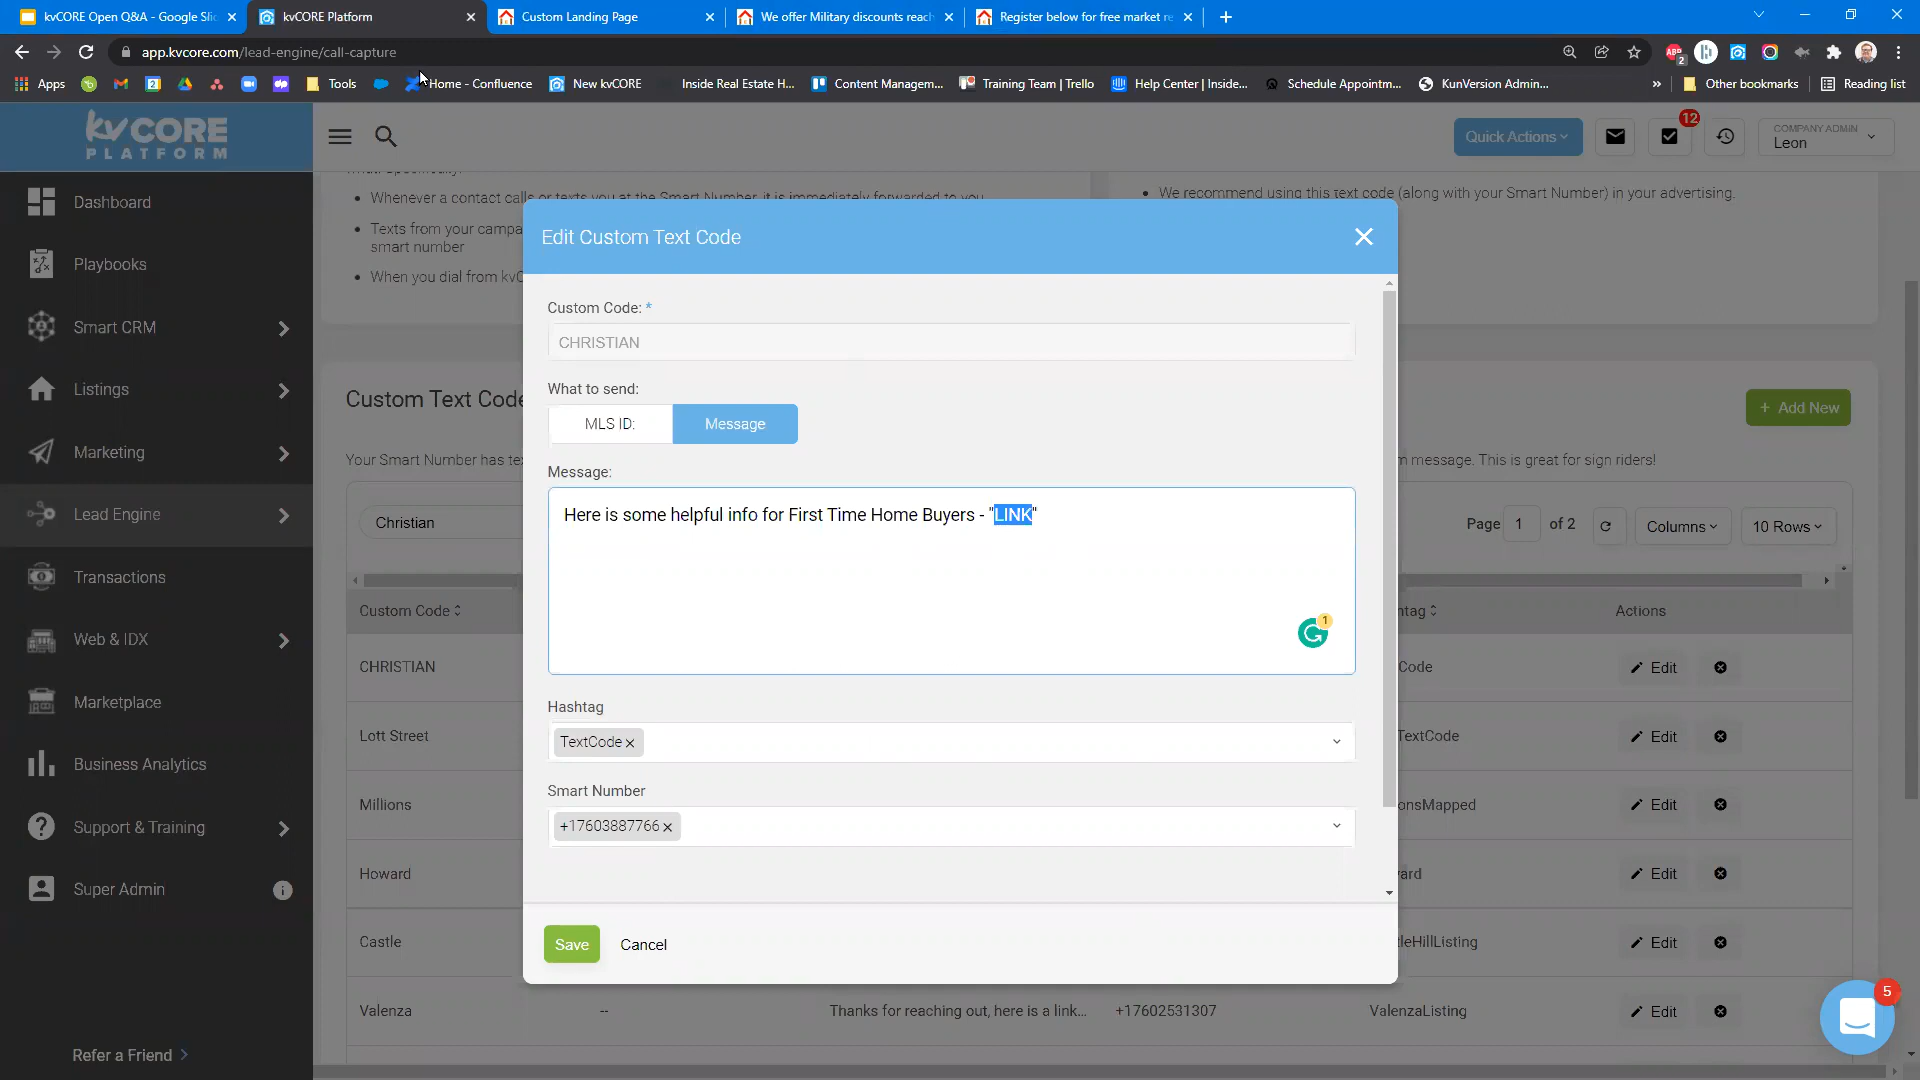 kvCORE Open Q&A - Google Slid
kvCORE Platform
Custom Landing Page
We offer Military discounts reach
Register below for free market re
app.kvcore.com/lead-engine/call-capture
2
Apps
Tools
Home - Confluence
New kvCORE
Inside Real Estate H...
Content Managem...
Training Team | Trello
Help Center | Inside...
Schedule Appointm...
KunVersion Admin...
»
Other bookmarks
Reading list
kvCORE
PLATFORM
Quick Actions
12
COMPANY ADMIN
Leon
Dashboard
Playbooks
Smart CRM
Listings
Marketing
Lead Engine
Transactions
Web & IDX
Marketplace
Business Analytics
Support & Training
Super Admin
Refer a Friend
• Whenever a contact calls or texts you at the Smart Number, it is immediately forwarded to you
• Texts from your campa
smart number
• When you dial from kvC
• We recommend using this text code (along with your Smart Number) in your advertising.
Custom Text Code
+ Add New
Your Smart Number has te
m message. This is great for sign riders!
Christian
Page 1 of 2
Columns
10 Rows
Custom Code
htag
Actions
CHRISTIAN
Code
Edit
Lott Street
TextCode
Edit
Millions
onsMapped
Edit
Howard
ard
Edit
Castle
tleHillListing
Edit
Valenza
--
Thanks for reaching out, here is a link...
+17602531307
ValenzaListing
Edit
Edit Custom Text Code
Custom Code: *
CHRISTIAN
What to send:
MLS ID:
Message
Message:
Here is some helpful info for First Time Home Buyers - "LINK"
1
Hashtag
TextCode
Smart Number
+17603887766
Save
Cancel
5